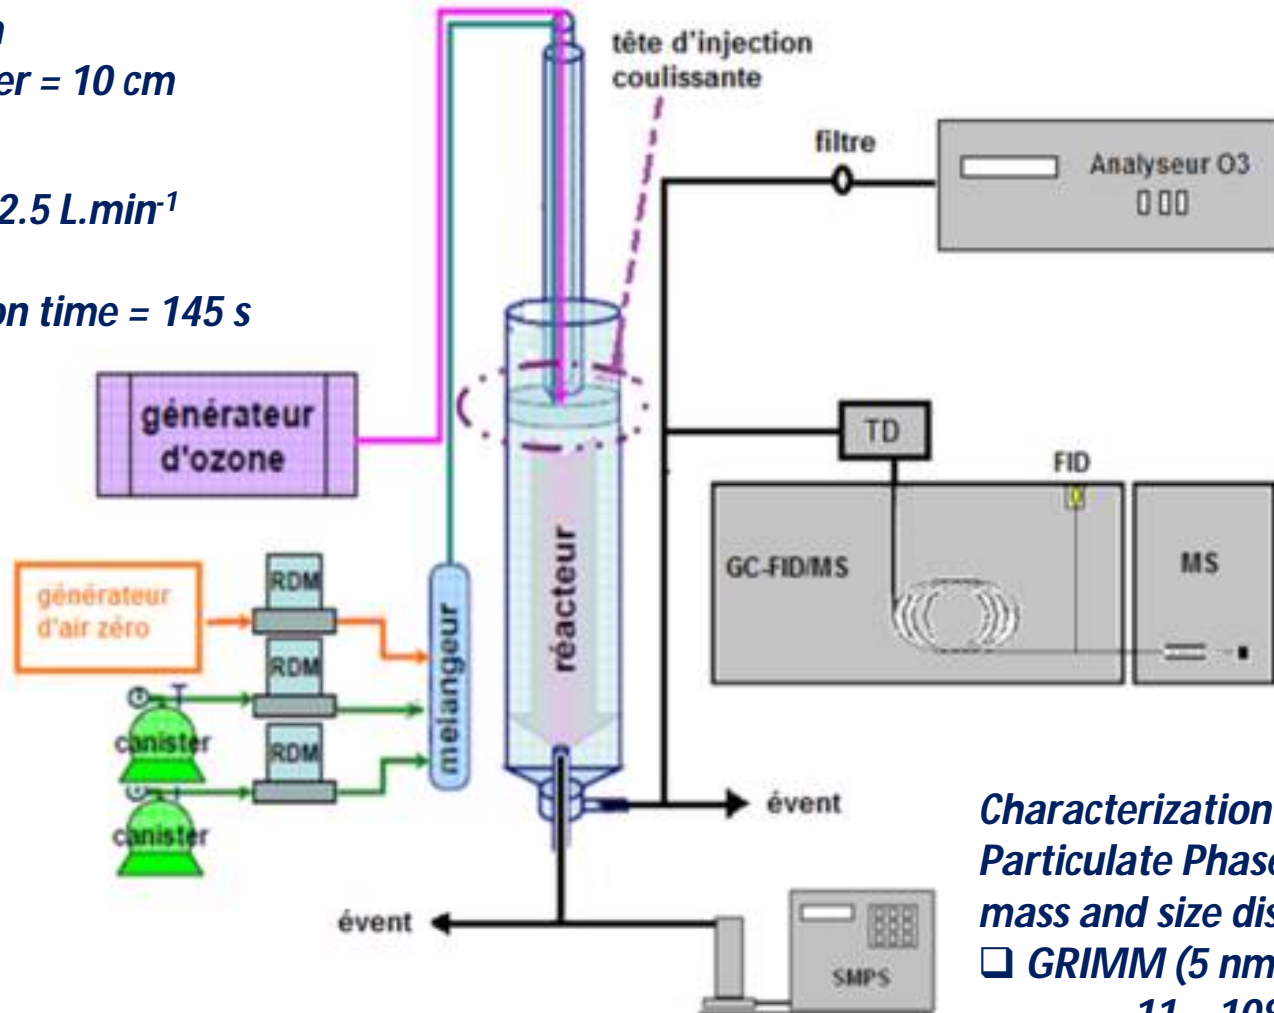 er = 10 cm
2.5 L.min-1
on time = 145 s
tête d'injection
coulissante
filtre
Analyseur O3
générateur
d'ozone
TD
FID
GC-FID/MS
MS
réacteur
générateur
d'air zéro
RDM
RDM
RDM
melangeur
canister
canister
évent
évent
SMPS
Characterization
Particulate Phase
mass and size dis
❑ GRIMM (5 nm